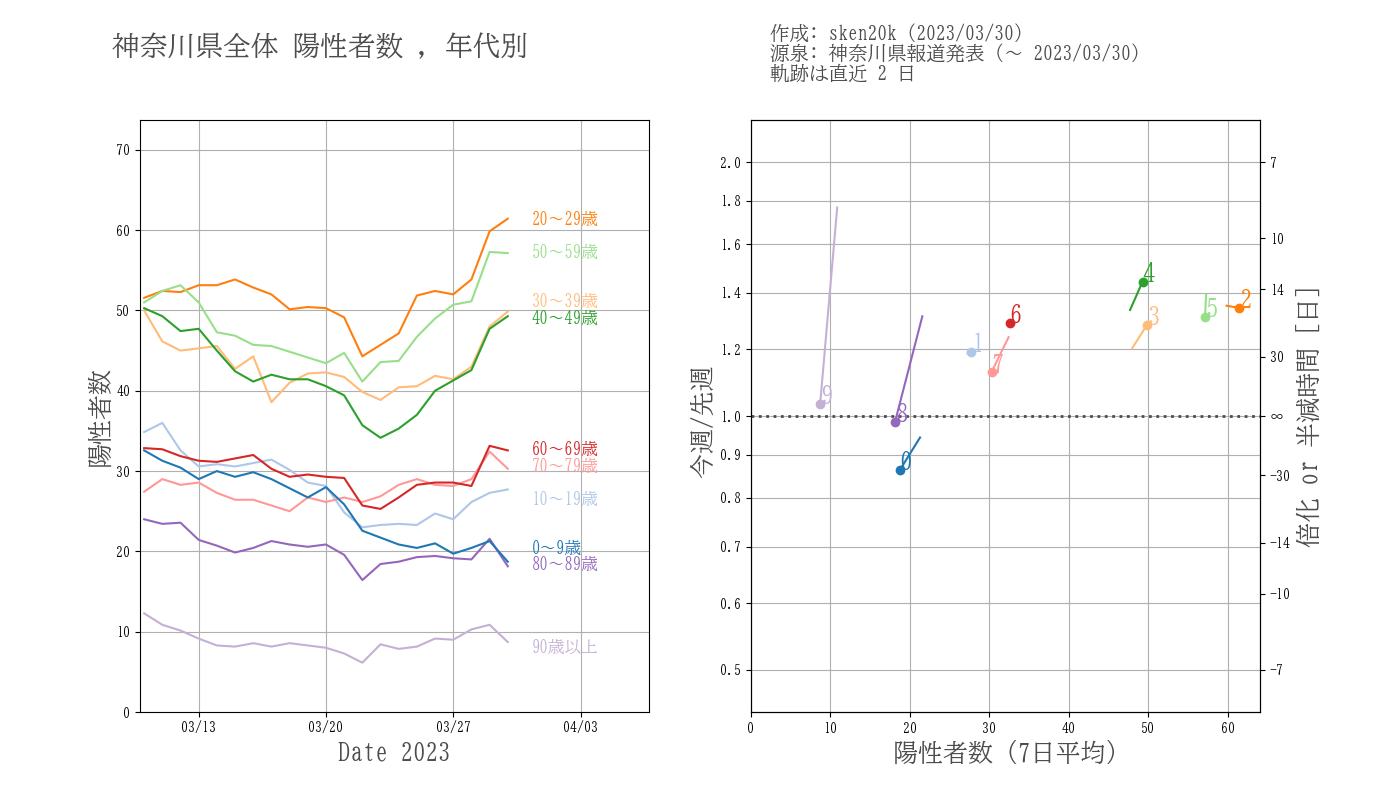 神奈川県全体 陽性者数 , 年代別
作成: sken20k (2023/03/30)
源泉: 神奈川県報道発表 (〜 2023/03/30)
軌跡は直近 2 日
陽性者数
70
60
50
40
30
20
10
0
20〜29歳
50〜59歳
30〜39歳
40〜49歳
60〜69歳
70〜79歳
10〜19歳
0〜9歳
80〜89歳
90歳以上
03/13
03/20
03/27
04/03
Date 2023
今週/先週
2.0
1.8
1.6
1.4
1.2
1.0
0.9
0.8
0.7
0.6
0.5
4
2
5
3
6
1
7
9
8
0
7
10
14
30
∞
−30
−14
−10
−7
倍化 or 半減時間 [日]
0
10
20
30
40
50
60
陽性者数 (7日平均)